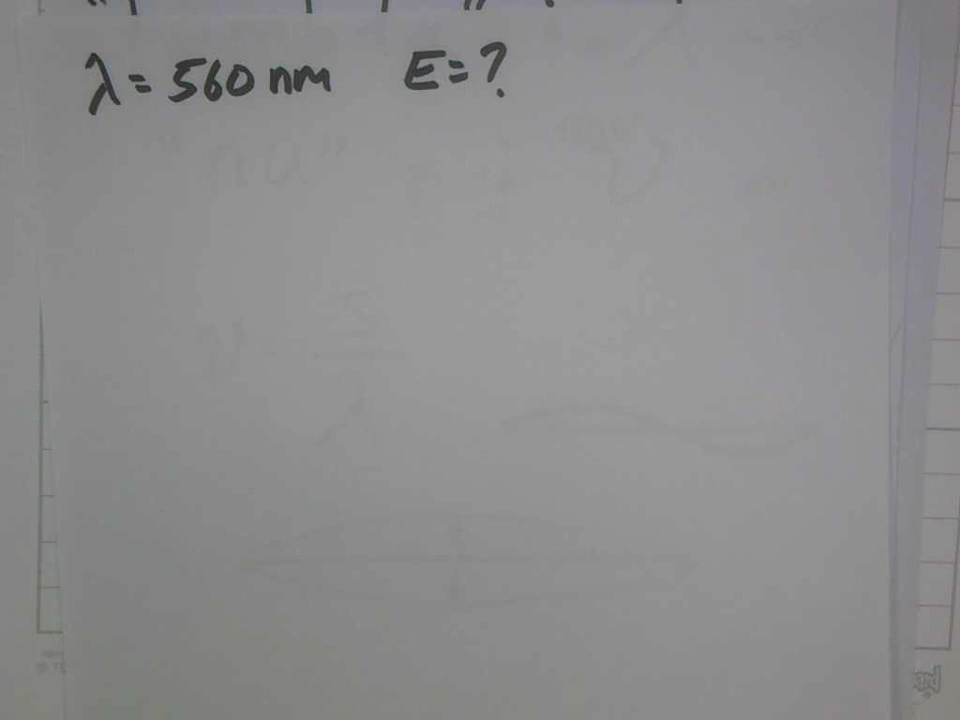 λ = 560 nm E = ?